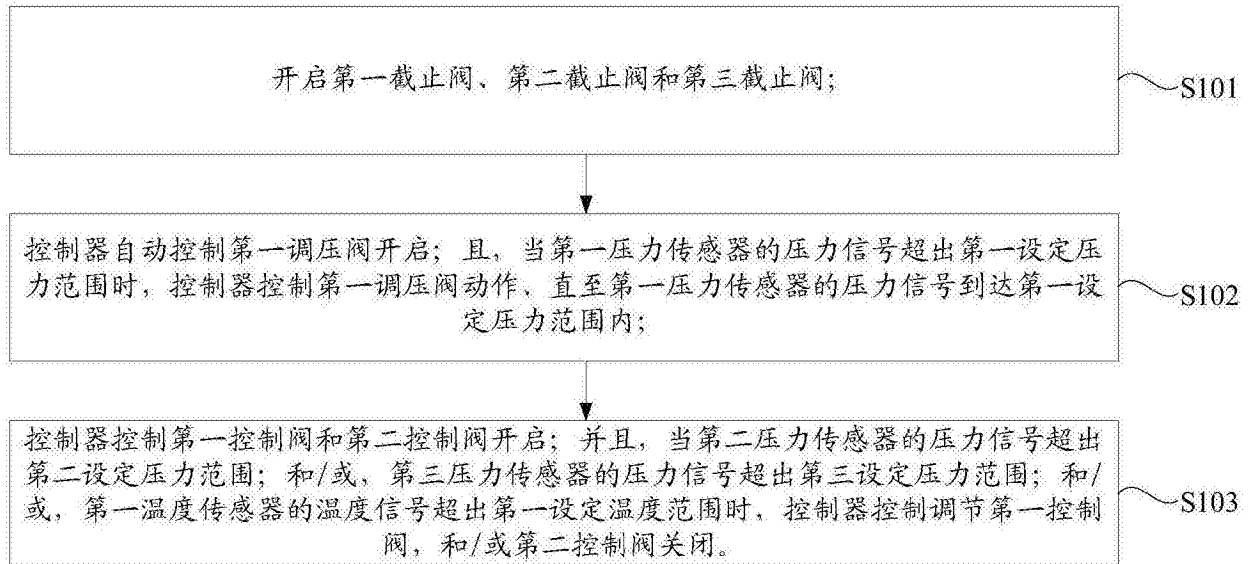 开启第一截止阀、第二截止阀和第三截止阀；
S101
控制器自动控制第一调压阀开启；且，当第一压力传感器的压力信号超出第一设定压
力范围时，控制器控制第一调压阀动作、直至第一压力传感器的压力信号到达第一设
定压力范围内；
S102
控制器控制第一控制阀和第二控制阀开启；并且，当第二压力传感器的压力信号超出
第二设定压力范围；和/或，第三压力传感器的压力信号超出第三设定压力范围；和/
或，第一温度传感器的温度信号超出第一设定温度范围时，控制器控制调节第一控制
阀，和/或第二控制阀关闭。
S103